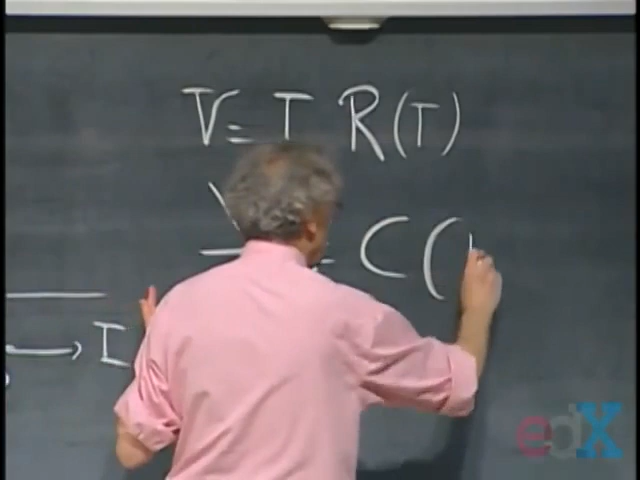 V = I R(T)
= C (
→ I
edX